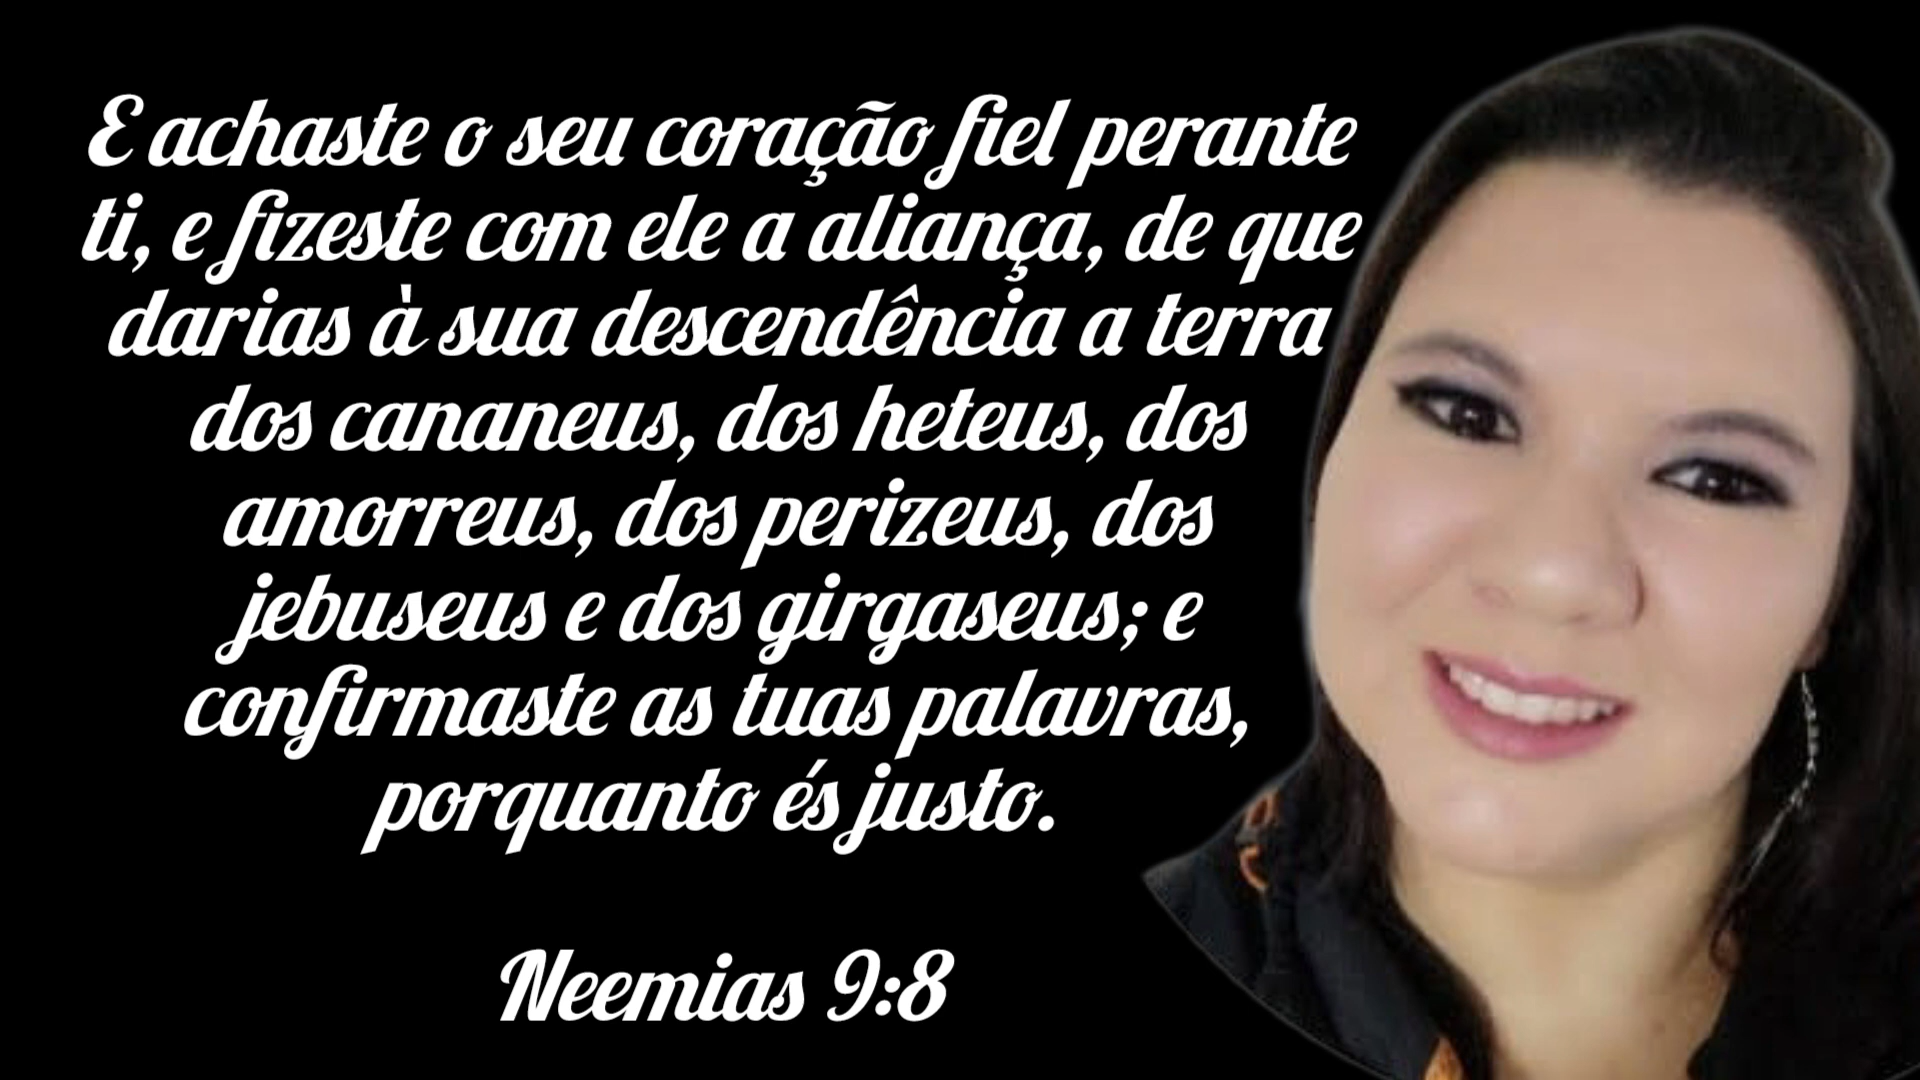 E achaste o seu coração fiel perante
ti, e fizeste com ele a aliança, de que
darias à sua descendência a terra
dos cananeus, dos heteus, dos
amorreus, dos perizeus, dos
jebuseus e dos girgaseus; e
confirmaste as tuas palavras,
porquanto és justo.
Neemias 9:8